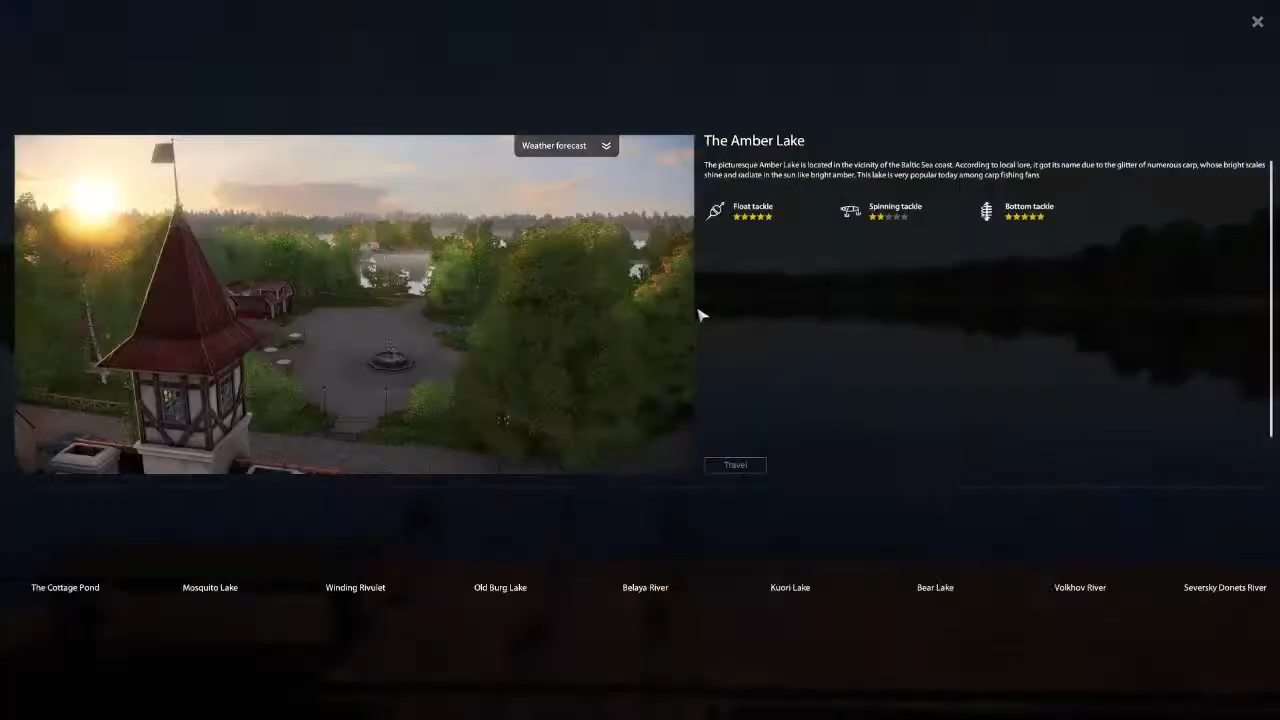 Weather forecast
The Amber Lake
The picturesque Amber Lake is located in the vicinity of the Baltic Sea coast. According to local lore, it got its name due to the glitter of numerous carp, whose bright scales
shine and radiate in the sun like bright amber. This lake is very popular today among carp fishing fans.
Float tackle
Spinning tackle
Bottom tackle
Travel
The Cottage Pond
Mosquito Lake
Winding Rivulet
Old Burg Lake
Belaya River
Kuori Lake
Bear Lake
Volkhov River
Seversky Donets River